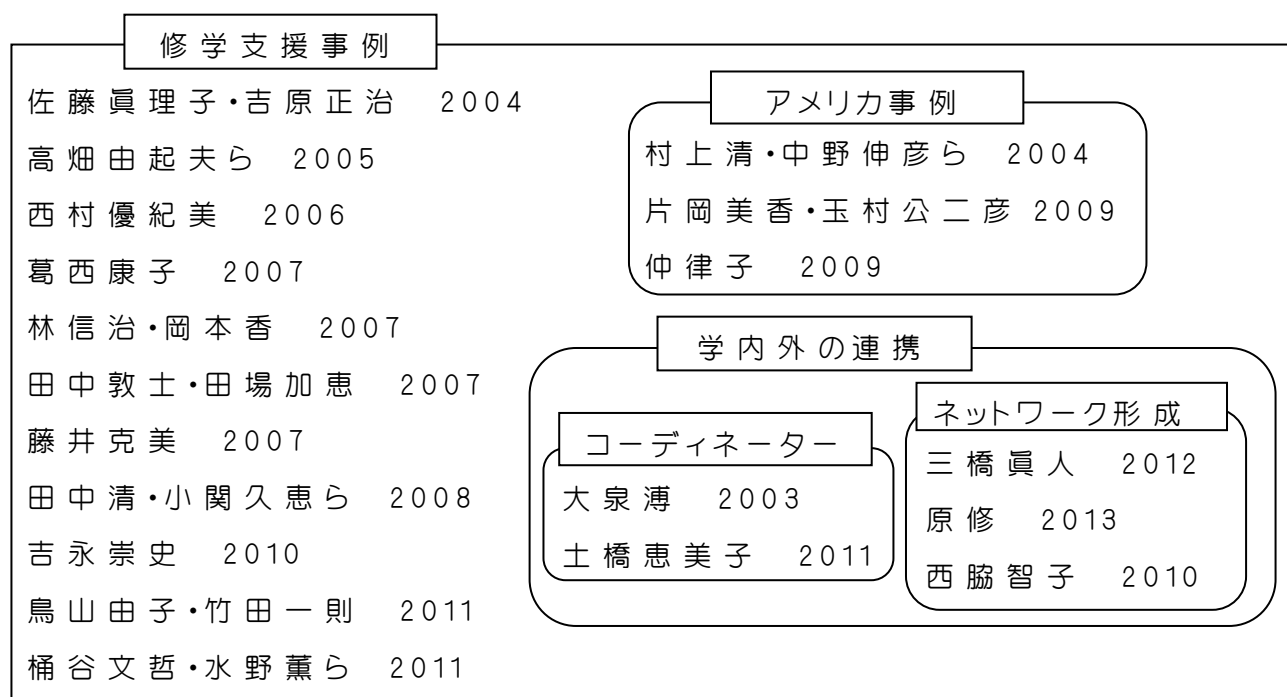 修学支援事例
佐藤眞理子・吉原正治 2004
高畑由起夫ら 2005
西村優紀美 2006
葛西康子 2007
林信治・岡本香 2007
田中敦士・田場加恵 2007
藤井克美 2007
田中清・小関久恵ら 2008
吉永崇史 2010
鳥山由子・竹田一則 2011
桶谷文哲・水野薫ら 2011
アメリカ事例
村上清・中野伸彦ら 2004
片岡美香・玉村公二彦 2009
仲律子 2009
学内外の連携
コーディネーター
大泉溥 2003
土橋恵美子 2011
ネットワーク形成
三橋眞人 2012
原修 2013
西脇智子 2010